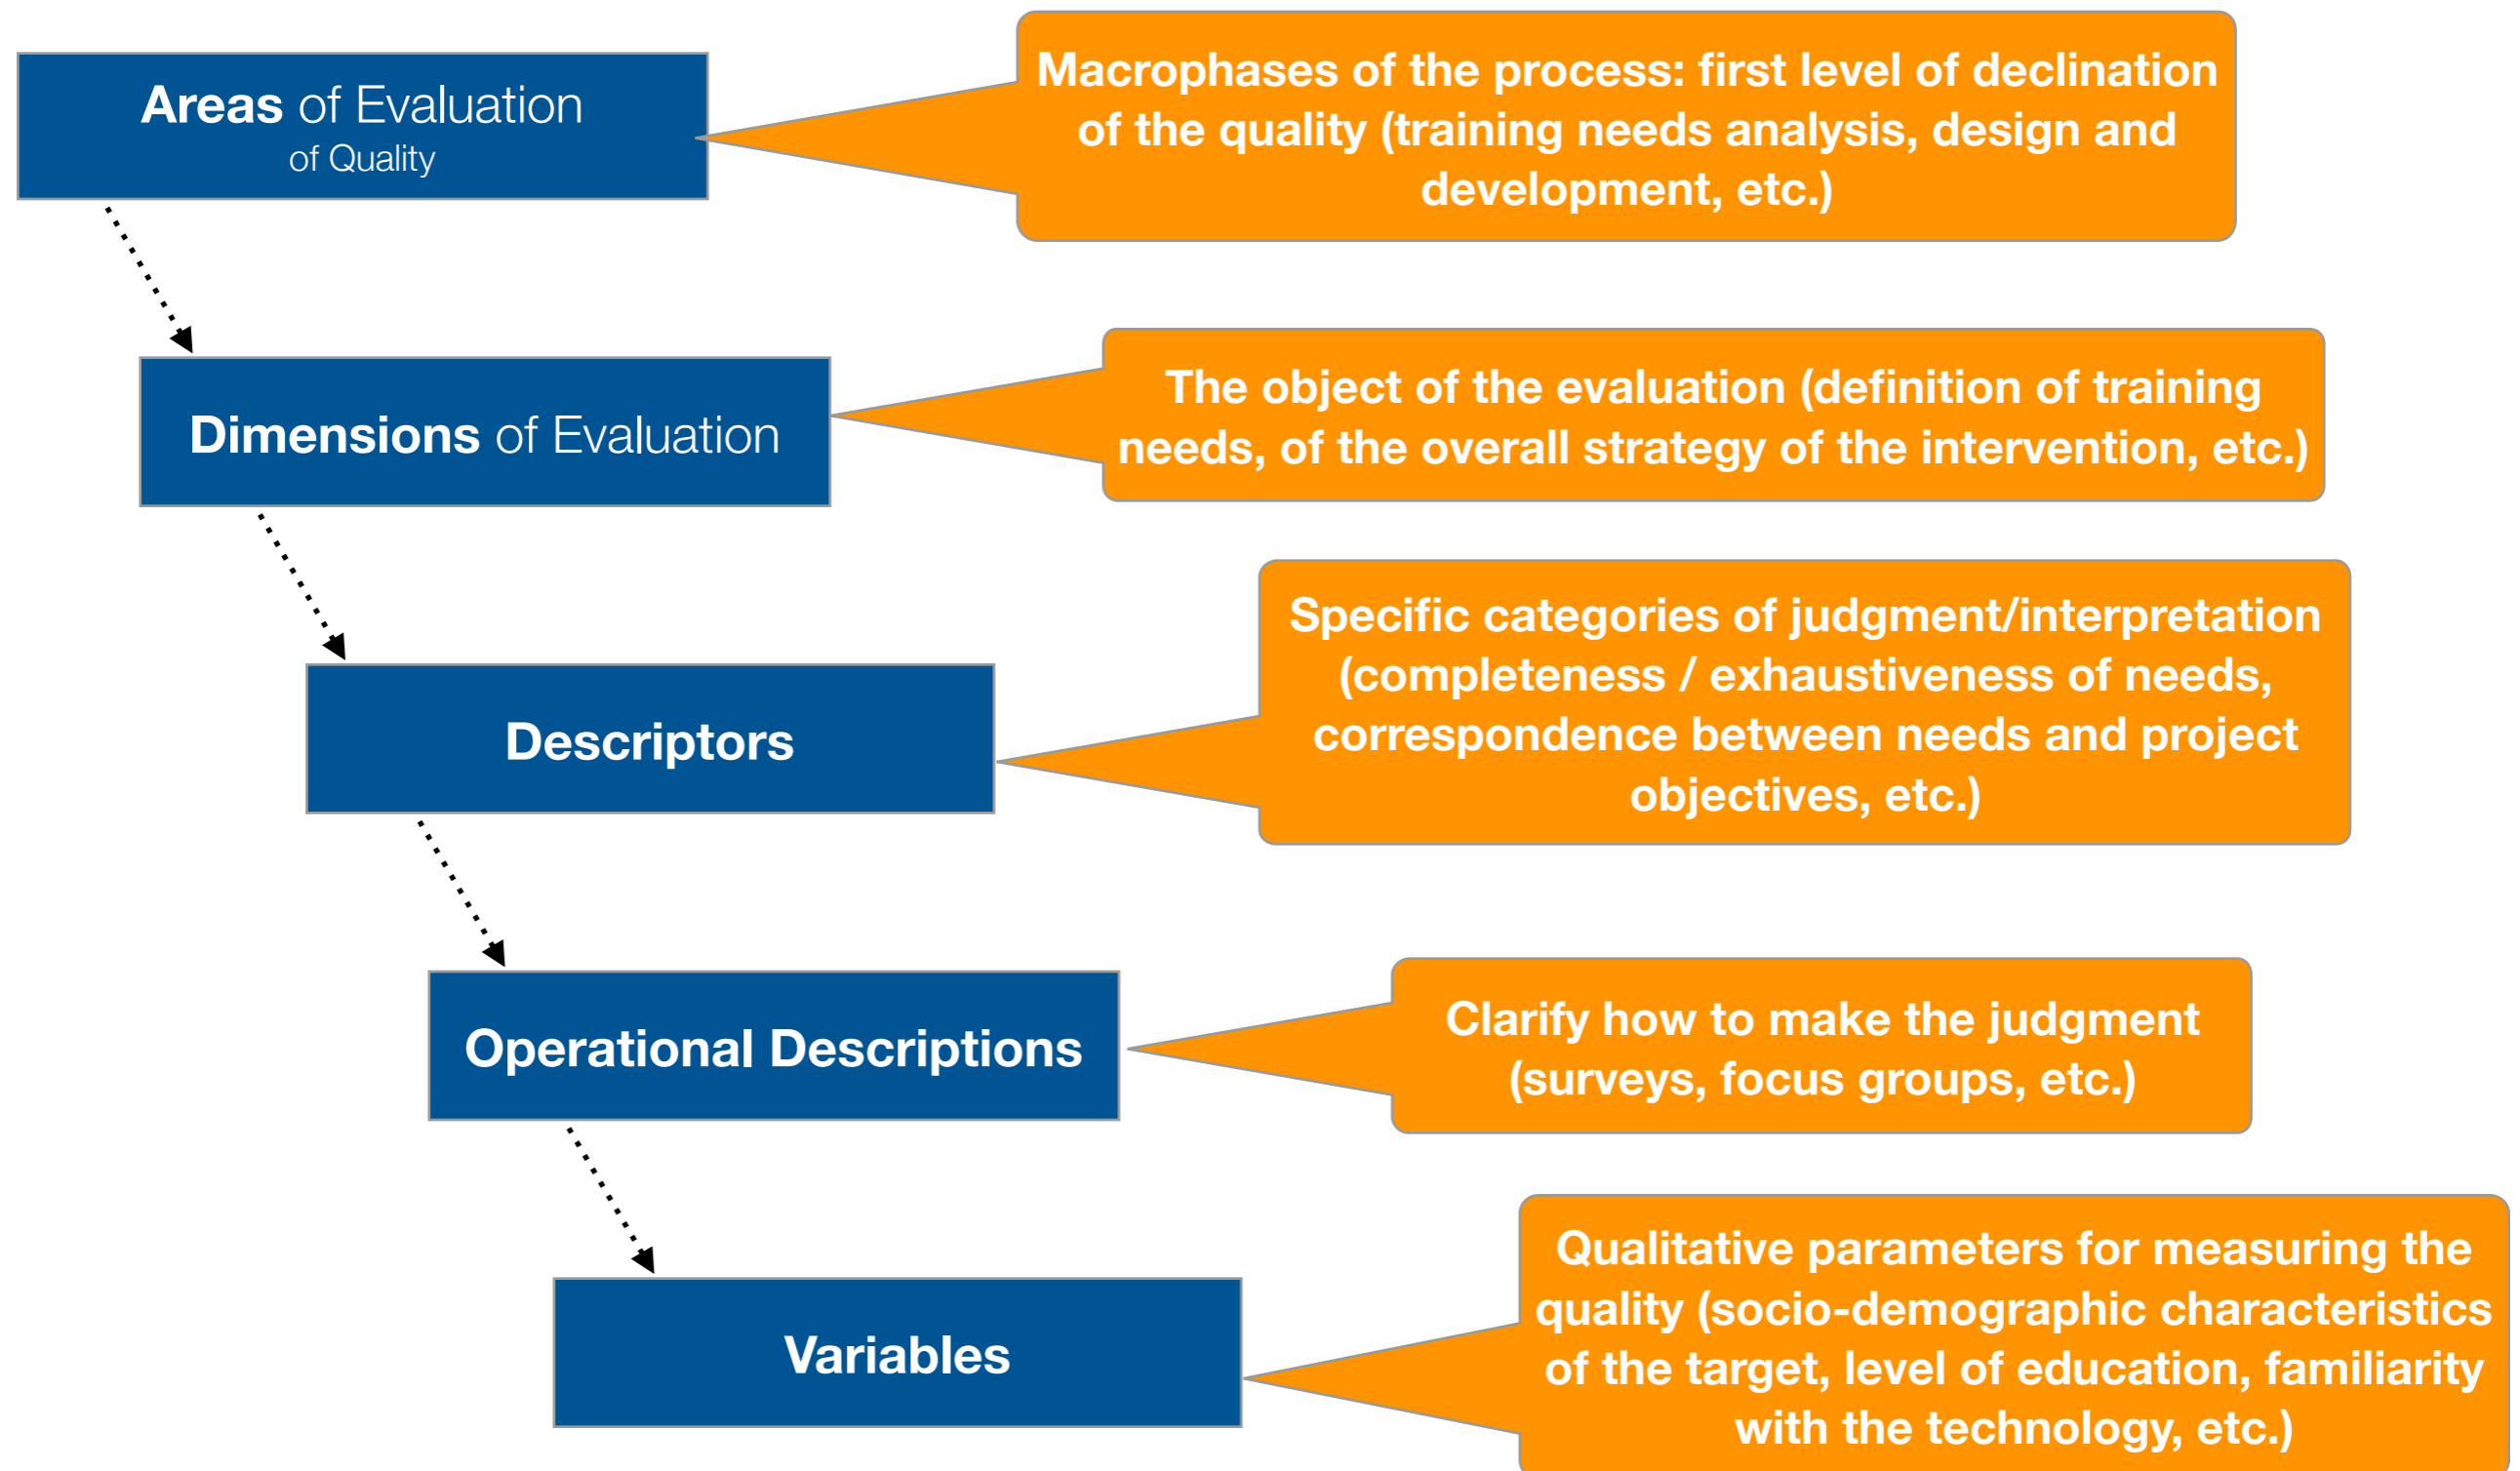 Areas of Evaluation
of Quality
Macrophases of the process: first level of declination
of the quality (training needs analysis, design and
development, etc.)
Dimensions of Evaluation
The object of the evaluation (definition of training
needs, of the overall strategy of the intervention, etc.)
Descriptors
Specific categories of judgment/interpretation
(completeness / exhaustiveness of needs,
correspondence between needs and project
objectives, etc.)
Operational Descriptions
Clarify how to make the judgment
(surveys, focus groups, etc.)
Variables
Qualitative parameters for measuring the
quality (socio-demographic characteristics
of the target, level of education, familiarity
with the technology, etc.)